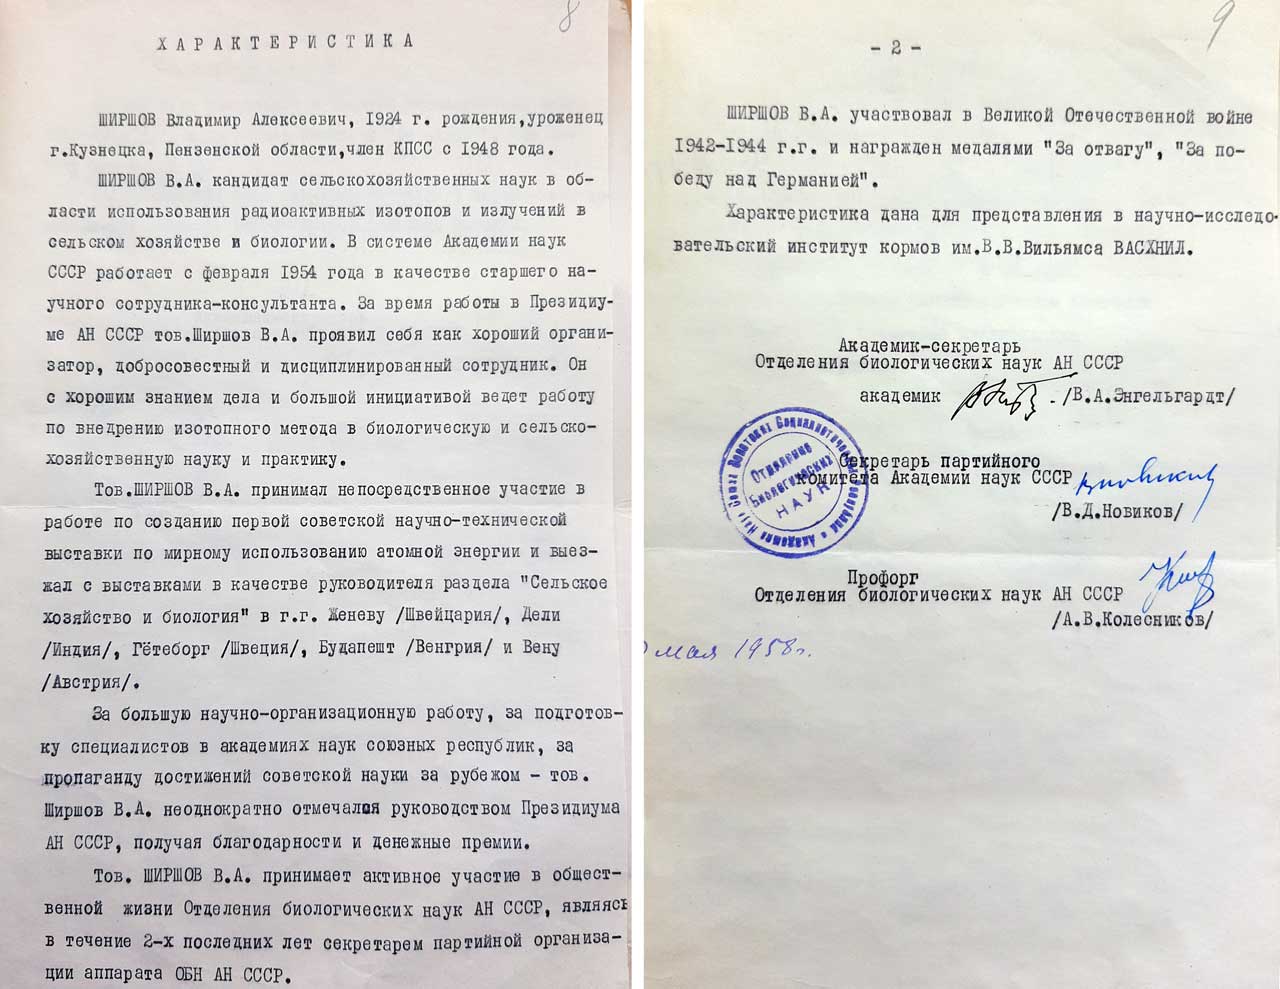 8
ХАРАКТЕРИСТИКА
ШИРШОВ Владимир Алексеевич, 1924 г. рождения,уроженец
г.Кузнецка, Пензенской области,член КПСС с 1948 года.
ШИРШОВ В.А. кандидат сельскохозяйственных наук в об-
ласти использования радиоактивных изотопов и излучений в
сельском хозяйстве и биологии. В системе Академии наук
СССР работает с февраля 1954 года в качестве старшего на-
учного сотрудника-консультанта. За время работы в Президиу-
ме АН СССР тов.Ширшов В.А. проявил себя как хороший органи-
затор, добросовестный и дисциплинированный сотрудник. Он
с хорошим знанием дела и большой инициативой ведет работу
по внедрению изотопного метода в биологическую и сельско-
хозяйственную науку и практику.
Тов.ШИРШОВ В.А. принимал непосредственное участие в
работе по созданию первой советской научно-технической
выставки по мирному использованию атомной энергии и выез-
жал с выставками в качестве руководителя раздела "Сельское
хозяйство и биология" в г.г. Женеву /Швейцария/, Дели
/Индия/, Гётеборг /Швеция/, Будапешт /Венгрия/ и Вену
/Австрия/.
За большую научно-организационную работу, за подготов-
ку специалистов в академиях наук союзных республик, за
пропаганду достижений советской науки за рубежом - тов.
Ширшов В.А. неоднократно отмечался руководством Президиума
АН СССР, получая благодарности и денежные премии.
Тов. ШИРШОВ В.А. принимает активное участие в общест-
венной жизни Отделения биологических наук АН СССР, являясь
в течение 2-х последних лет секретарем партийной организа-
ции аппарата ОБН АН СССР.
9
- 2 -
ШИРШОВ В.А. участвовал в Великой Отечественной войне
1942-1944 г.г. и награжден медалями "За отвагу", "За по-
беду над Германией".
Характеристика дана для представления в научно-исследо-
вательский институт кормов им.В.В.Вильямса ВАСХНИЛ.
Академик-секретарь
Отделения биологических наук АН СССР
академик /В.А.Энгельгардт/
Отделение
Биологических
НАУК
Академия Наук Союза Советских Социалистических Республик
Секретарь партийного
комитета Академии наук СССР
/В.Д.Новиков/
Профорг
Отделения биологических наук АН СССР
/А.В.Колесников/
мая 1958г.